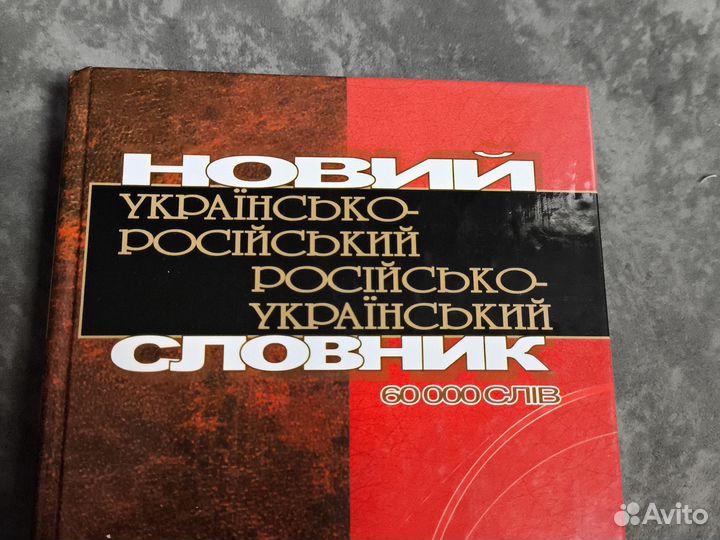 НОВИЙ
УКРАЇНСЬКО-
РОСІЙСЬКИЙ
РОСІЙСЬКО-
УКРАЇНСЬКИЙ
СЛОВНИК
60 000 СЛІВ
Avito